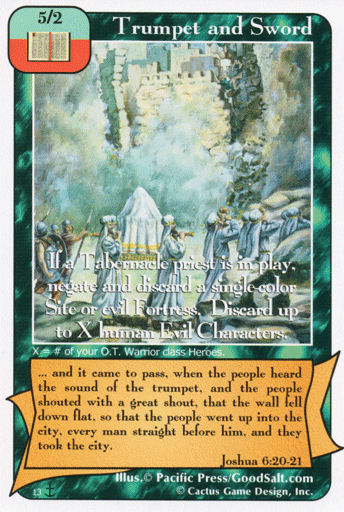 5/2
Trumpet and Sword
If a Tabernacle priest is in play,
negate and discard a single-color
Site or evil Fortress. Discard up
to X human Evil Characters.
X = # of your O.T. Warrior class Heroes.
... and it came to pass, when the people heard
the sound of the trumpet, and the people
shouted with a great shout, that the wall fell
down flat, so that the people went up into the
city, every man straight before him, and they
took the city.
Joshua 6:20-21
Illus.© Pacific Press/GoodSalt.com
13
© Cactus Game Design, Inc.